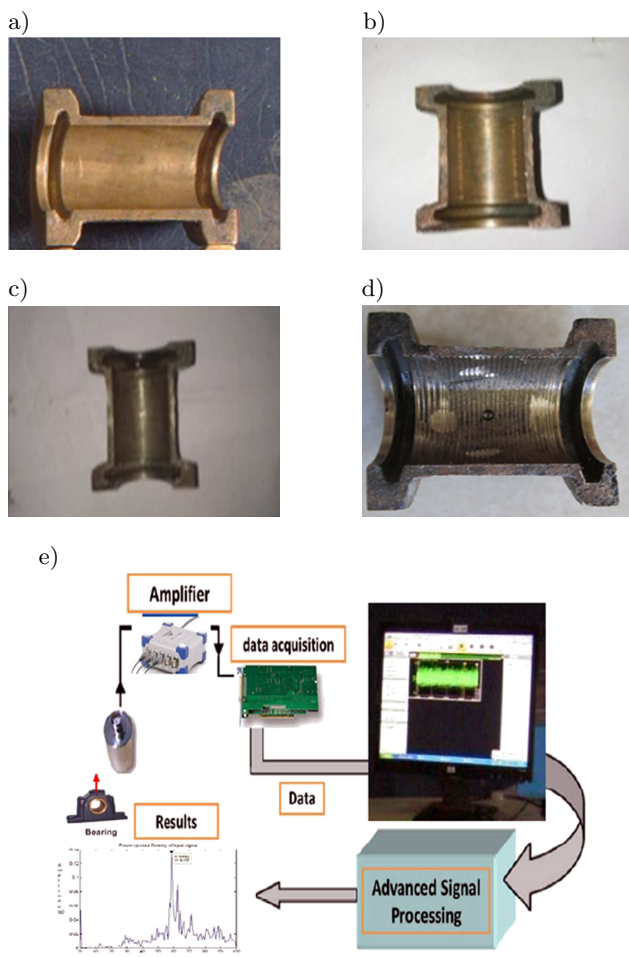 a)
b)
c)
d)
e)
Amplifier
data acquisition
Data
Bearing
Results
Advanced Signal
Processing